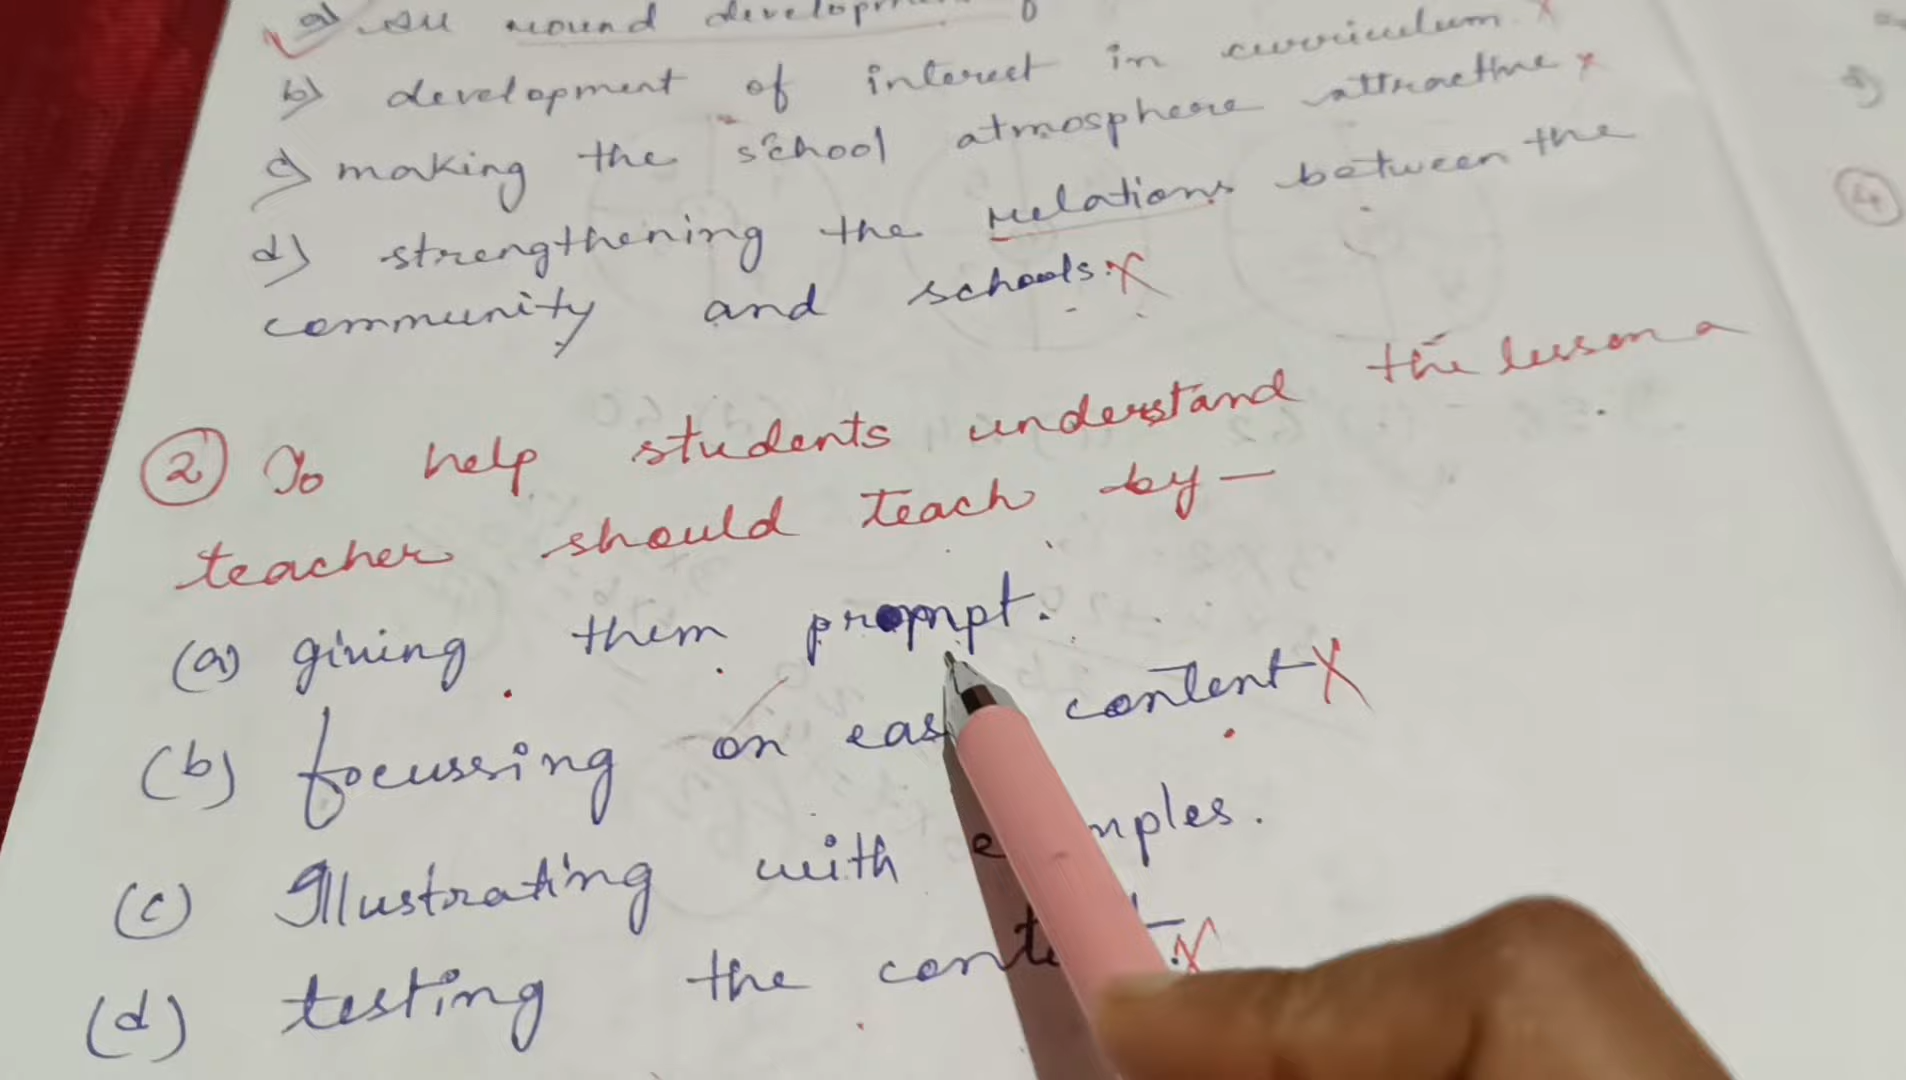 a) All round development
b) development of interest in curriculum X
c) making the school atmosphere attractive x
d) strengthening the relations between the
community and schools. X
2 To help students understand the lesson a
teacher should teach by—
(a) giving them prompt.
(b) focussing on eas content X
(c) Illustrating with e mples.
(d) testing the conte t. X